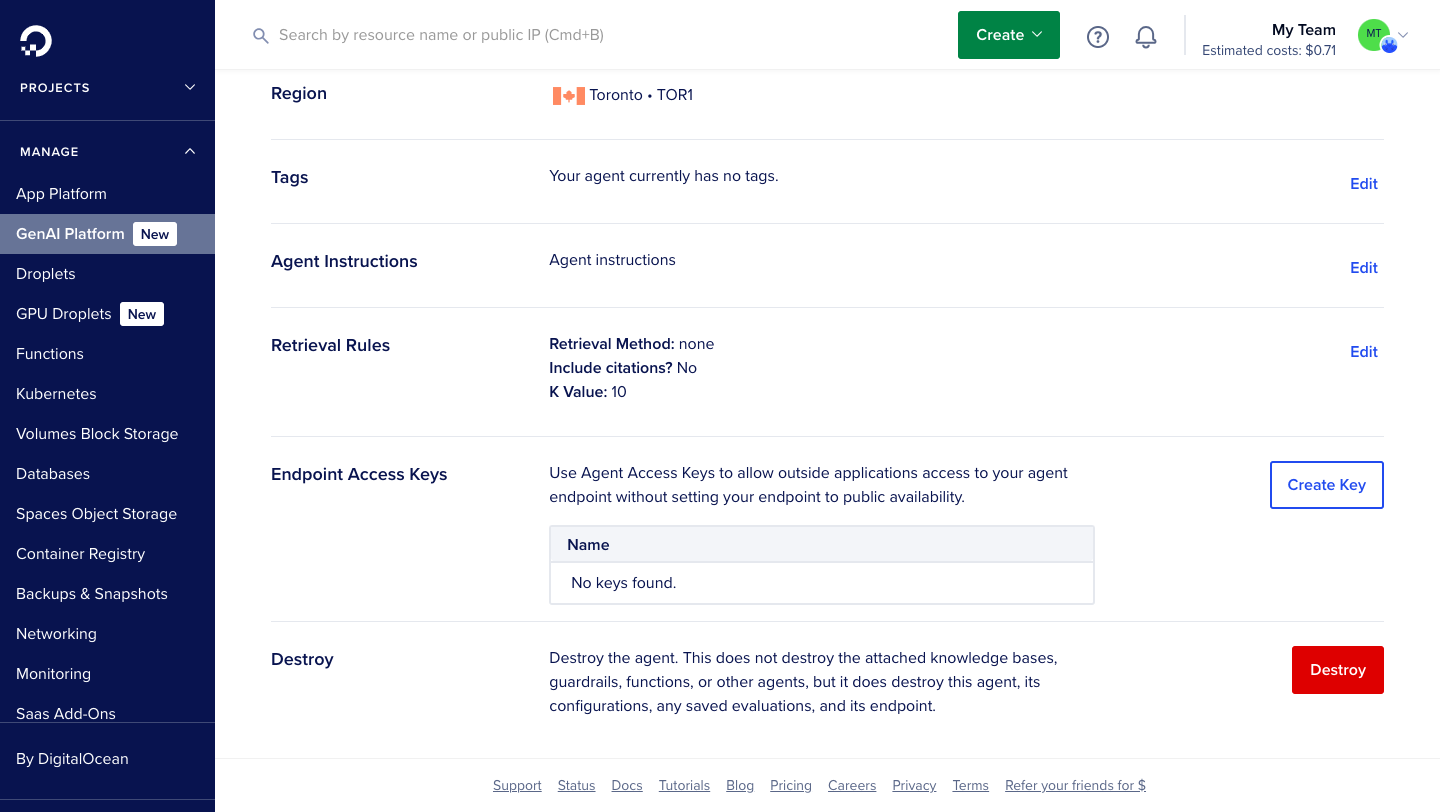 Search by resource name or public IP (Cmd+B)
Create
My Team
Estimated costs: $0.71
MT
PROJECTS
MANAGE
App Platform
GenAI Platform New
Droplets
GPU Droplets New
Functions
Kubernetes
Volumes Block Storage
Databases
Spaces Object Storage
Container Registry
Backups & Snapshots
Networking
Monitoring
Saas Add-Ons
By DigitalOcean
Region
Toronto • TOR1
Tags
Your agent currently has no tags.
Edit
Agent Instructions
Agent instructions
Edit
Retrieval Rules
Retrieval Method: none
Include citations? No
K Value: 10
Edit
Endpoint Access Keys
Use Agent Access Keys to allow outside applications access to your agent
endpoint without setting your endpoint to public availability.
Create Key
Name
No keys found.
Destroy
Destroy the agent. This does not destroy the attached knowledge bases,
guardrails, functions, or other agents, but it does destroy this agent, its
configurations, any saved evaluations, and its endpoint.
Destroy
Support Status Docs Tutorials Blog Pricing Careers Privacy Terms Refer your friends for $